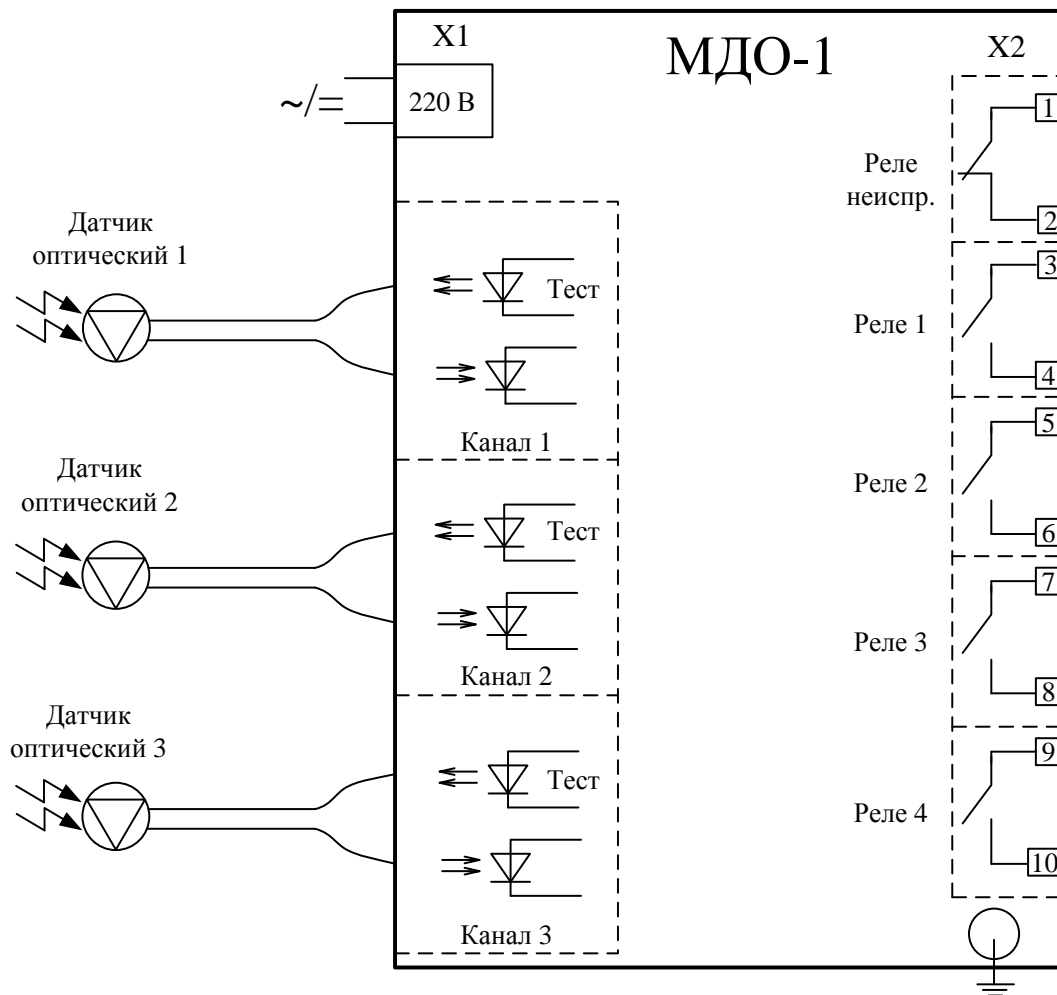 X1
МДО-1
X2
~/=
220 В
1
Реле
неиспр.
2
Датчик
оптический 1
3
Тест
Реле 1
4
Канал 1
5
Датчик
оптический 2
Реле 2
Тест
6
7
Реле 3
Канал 2
8
Датчик
оптический 3
9
Тест
Реле 4
10
Канал 3